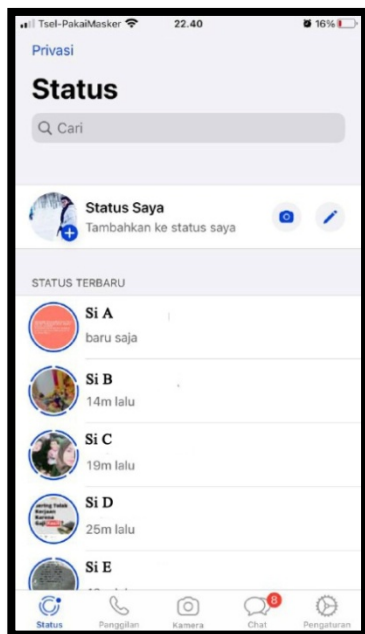 Tsel-PakaiMasker 22.40 16%
Privasi
Status
Cari
Status Saya
Tambahkan ke status saya
STATUS TERBARU
Si A
baru saja
Si B
14m lalu
Si C
19m lalu
Si D
25m lalu
Si E
8
Status Panggilan Kamera Chat Pengaturan